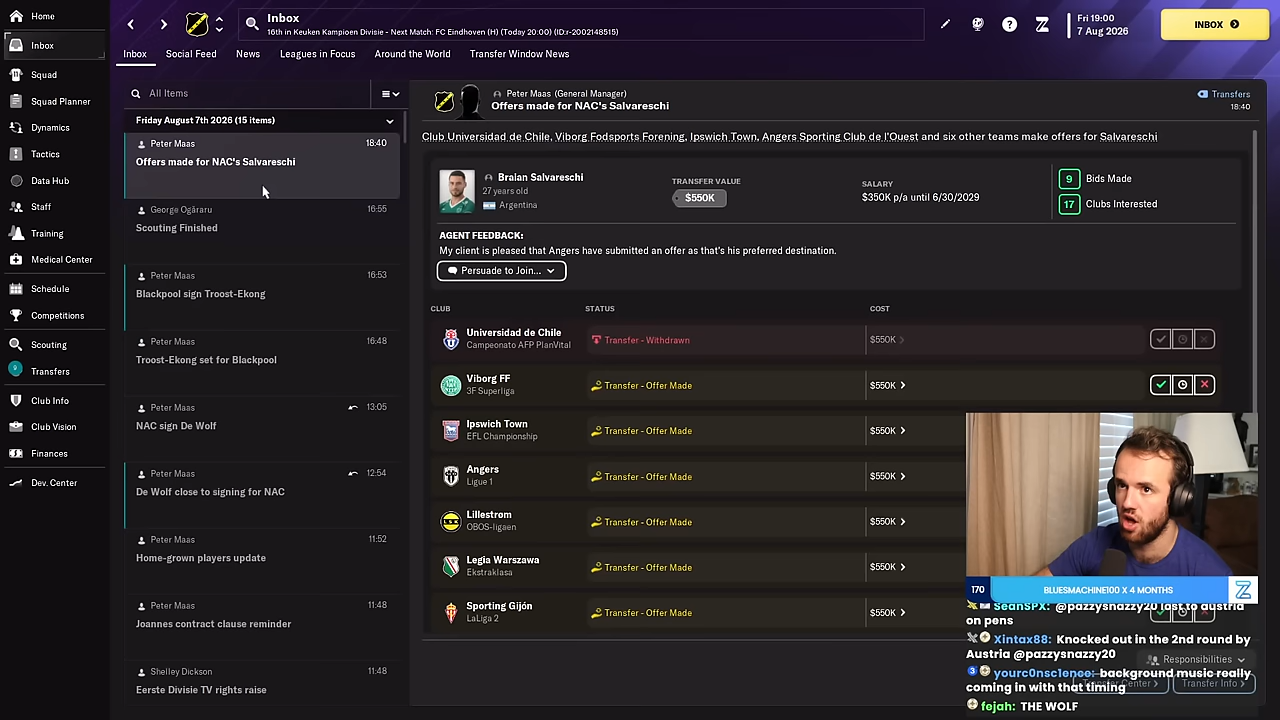 Home
Inbox
Squad
Squad Planner
Dynamics
Tactics
Data Hub
Staff
Training
Medical Center
Schedule
Competitions
Scouting
Transfers
Club Info
Club Vision
Finances
Dev. Center
Inbox
16th in Keuken Kampioen Divisie - Next Match: FC Eindhoven (H) (Today 20:00) (ID:r-2002148515)
Fri 19:00
7 Aug 2026
INBOX
Inbox
Social Feed
News
Leagues in Focus
Around the World
Transfer Window News
All Items
Friday August 7th 2026 (15 items)
Peter Maas 18:40
Offers made for NAC's Salvareschi
George Ogăraru 16:55
Scouting Finished
Peter Maas 16:53
Blackpool sign Troost-Ekong
Peter Maas 16:48
Troost-Ekong set for Blackpool
Peter Maas 13:05
NAC sign De Wolf
Peter Maas 12:54
De Wolf close to signing for NAC
Peter Maas 11:52
Home-grown players update
Peter Maas 11:48
Joannes contract clause reminder
Shelley Dickson 11:48
Eerste Divisie TV rights raise
Peter Maas (General Manager)
Offers made for NAC's Salvareschi
Transfers
18:40
Club Universidad de Chile, Viborg Fodsports Forening, Ipswich Town, Angers Sporting Club de l'Ouest and six other teams make offers for Salvareschi
Braian Salvareschi
27 years old
Argentina
TRANSFER VALUE
$550K
SALARY
$350K p/a until 6/30/2029
9 Bids Made
17 Clubs Interested
AGENT FEEDBACK:
My client is pleased that Angers have submitted an offer as that's his preferred destination.
Persuade to Join...
CLUB STATUS COST
Universidad de Chile
Campeonato AFP PlanVital
Transfer - Withdrawn
$550K
Viborg FF
3F Superliga
Transfer - Offer Made
$550K
Ipswich Town
EFL Championship
Transfer - Offer Made
$550K
Angers
Ligue 1
Transfer - Offer Made
$550K
Lillestrøm
OBOS-ligaen
Transfer - Offer Made
$550K
Legia Warszawa
Ekstraklasa
Transfer - Offer Made
$550K
Sporting Gijón
LaLiga 2
Transfer - Offer Made
$550K
170 BLUESMACHINE100 X 4 MONTHS
SeanSPX: @pazzysnazzy20 last to austria
on pens
Xintax88: Knocked out in the 2nd round by
Austria @pazzysnazzy20
yourc0nsc1ence: background music really
coming in with that timing
fejah: THE WOLF
Responsibilities
Transfer Center
Transfer Info